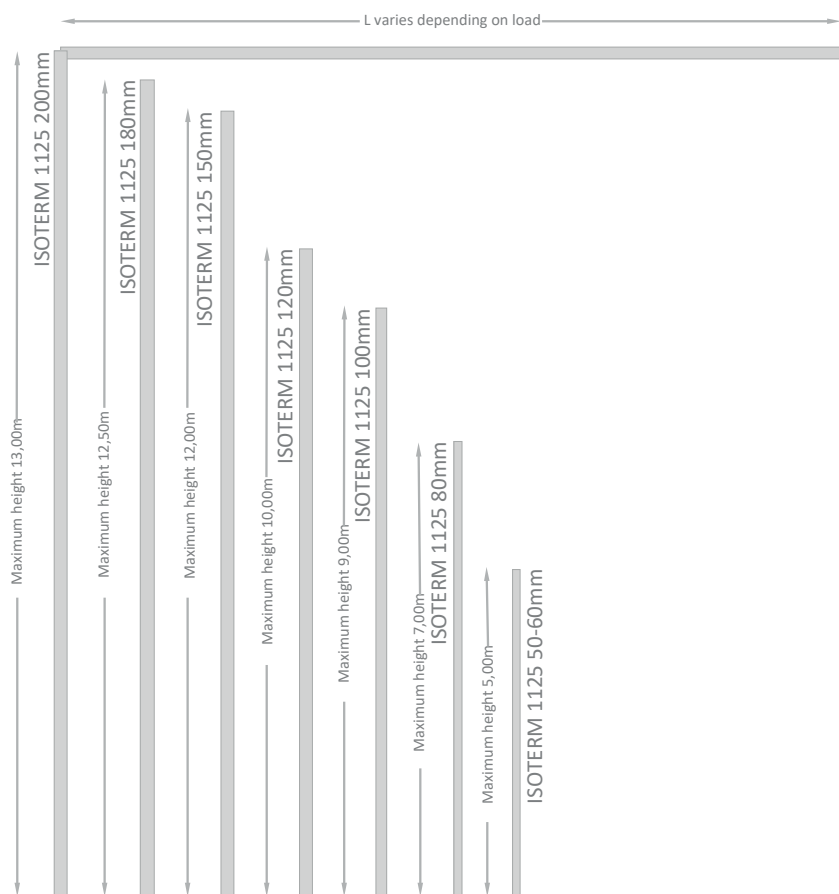 L varies depending on load
Maximum height 13,00m
ISOTERM 1125 200mm
Maximum height 12,50m
ISOTERM 1125 180mm
Maximum height 12,00m
ISOTERM 1125 150mm
Maximum height 10,00m
ISOTERM 1125 120mm
Maximum height 9,00m
ISOTERM 1125 100mm
Maximum height 7,00m
ISOTERM 1125 80mm
Maximum height 5,00m
ISOTERM 1125 50-60mm